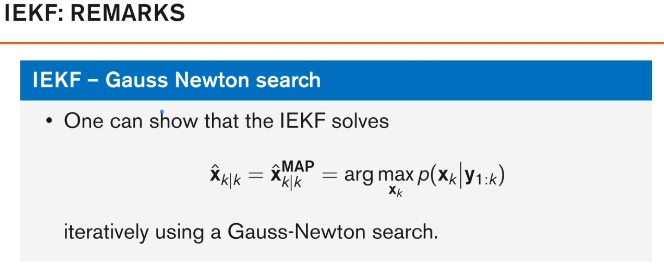 IEKF: REMARKS
IEKF – Gauss Newton search
• One can show that the IEKF solves
x̂_{k|k} = x̂_{k|k}^{MAP} = arg max_{x_k} p(x_k|y_{1:k})
iteratively using a Gauss-Newton search.